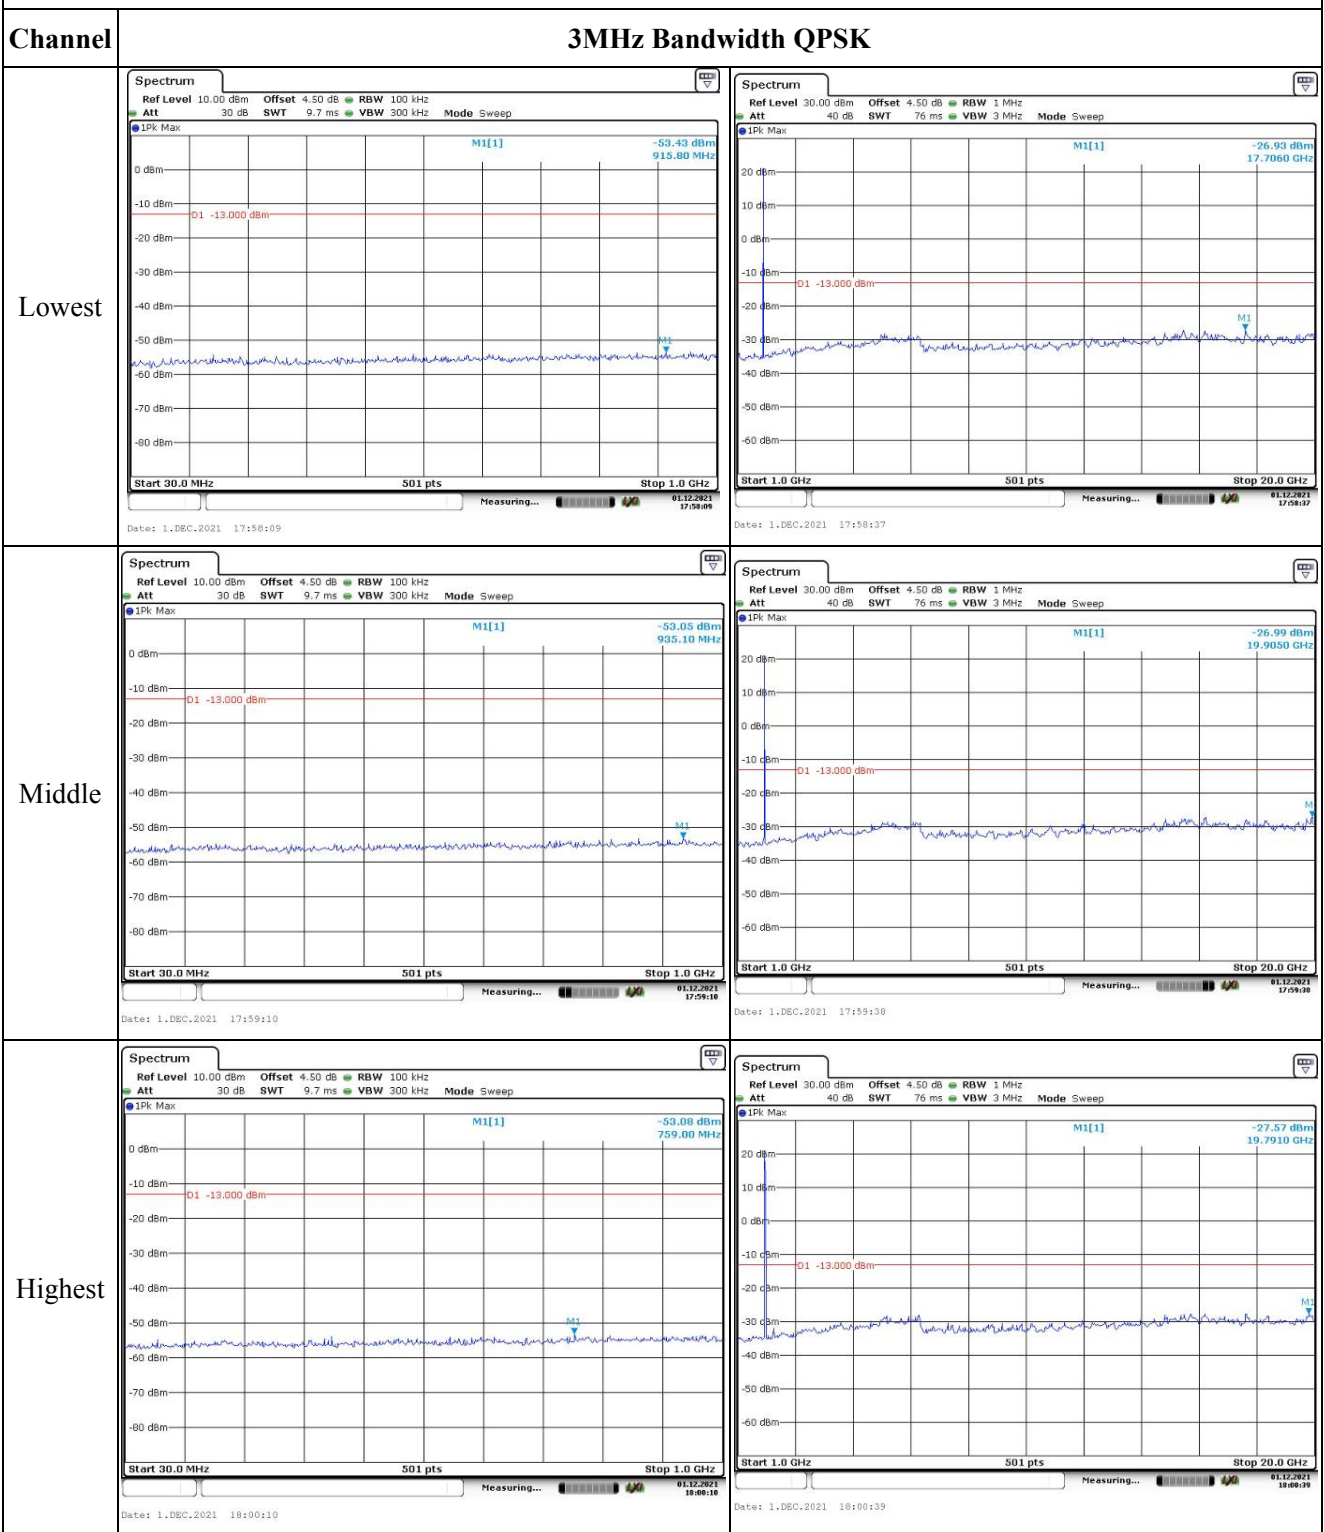 Channel 3MHz Bandwidth QPSK
Lowest
Spectrum
Ref Level 10.00 dBm Offset 4.50 dB RBW 100 kHz
Att 30 dB SWT 9.7 ms VBW 300 kHz Mode Sweep
1Pk Max
M1[1] -53.43 dBm
915.80 MHz
0 dBm
-10 dBm
D1 -13.000 dBm
-20 dBm
-30 dBm
-40 dBm
-50 dBm
M1
-60 dBm
-70 dBm
-80 dBm
Start 30.0 MHz 501 pts Stop 1.0 GHz
Measuring... 01.12.2021
17:58:09
Date: 1.DEC.2021 17:58:09
Spectrum
Ref Level 30.00 dBm Offset 4.50 dB RBW 1 MHz
Att 40 dB SWT 76 ms VBW 3 MHz Mode Sweep
1Pk Max
M1[1] -26.93 dBm
17.7060 GHz
20 dBm
10 dBm
0 dBm
-10 dBm
D1 -13.000 dBm
-20 dBm
M1
-30 dBm
-40 dBm
-50 dBm
-60 dBm
Start 1.0 GHz 501 pts Stop 20.0 GHz
Measuring... 01.12.2021
17:58:37
Date: 1.DEC.2021 17:58:37
Middle
Spectrum
Ref Level 10.00 dBm Offset 4.50 dB RBW 100 kHz
Att 30 dB SWT 9.7 ms VBW 300 kHz Mode Sweep
1Pk Max
M1[1] -53.05 dBm
935.10 MHz
0 dBm
-10 dBm
D1 -13.000 dBm
-20 dBm
-30 dBm
-40 dBm
-50 dBm
M1
-60 dBm
-70 dBm
-80 dBm
Start 30.0 MHz 501 pts Stop 1.0 GHz
Measuring... 01.12.2021
17:59:10
Date: 1.DEC.2021 17:59:10
Spectrum
Ref Level 30.00 dBm Offset 4.50 dB RBW 1 MHz
Att 40 dB SWT 76 ms VBW 3 MHz Mode Sweep
1Pk Max
M1[1] -26.99 dBm
19.9050 GHz
20 dBm
10 dBm
0 dBm
-10 dBm
D1 -13.000 dBm
-20 dBm
M
-30 dBm
-40 dBm
-50 dBm
-60 dBm
Start 1.0 GHz 501 pts Stop 20.0 GHz
Measuring... 01.12.2021
17:59:38
Date: 1.DEC.2021 17:59:38
Highest
Spectrum
Ref Level 10.00 dBm Offset 4.50 dB RBW 100 kHz
Att 30 dB SWT 9.7 ms VBW 300 kHz Mode Sweep
1Pk Max
M1[1] -53.08 dBm
759.00 MHz
0 dBm
-10 dBm
D1 -13.000 dBm
-20 dBm
-30 dBm
-40 dBm
-50 dBm
M1
-60 dBm
-70 dBm
-80 dBm
Start 30.0 MHz 501 pts Stop 1.0 GHz
Measuring... 01.12.2021
18:00:10
Date: 1.DEC.2021 18:00:10
Spectrum
Ref Level 30.00 dBm Offset 4.50 dB RBW 1 MHz
Att 40 dB SWT 76 ms VBW 3 MHz Mode Sweep
1Pk Max
M1[1] -27.57 dBm
19.7910 GHz
20 dBm
10 dBm
0 dBm
-10 dBm
D1 -13.000 dBm
-20 dBm
M1
-30 dBm
-40 dBm
-50 dBm
-60 dBm
Start 1.0 GHz 501 pts Stop 20.0 GHz
Measuring... 01.12.2021
18:00:39
Date: 1.DEC.2021 18:00:39